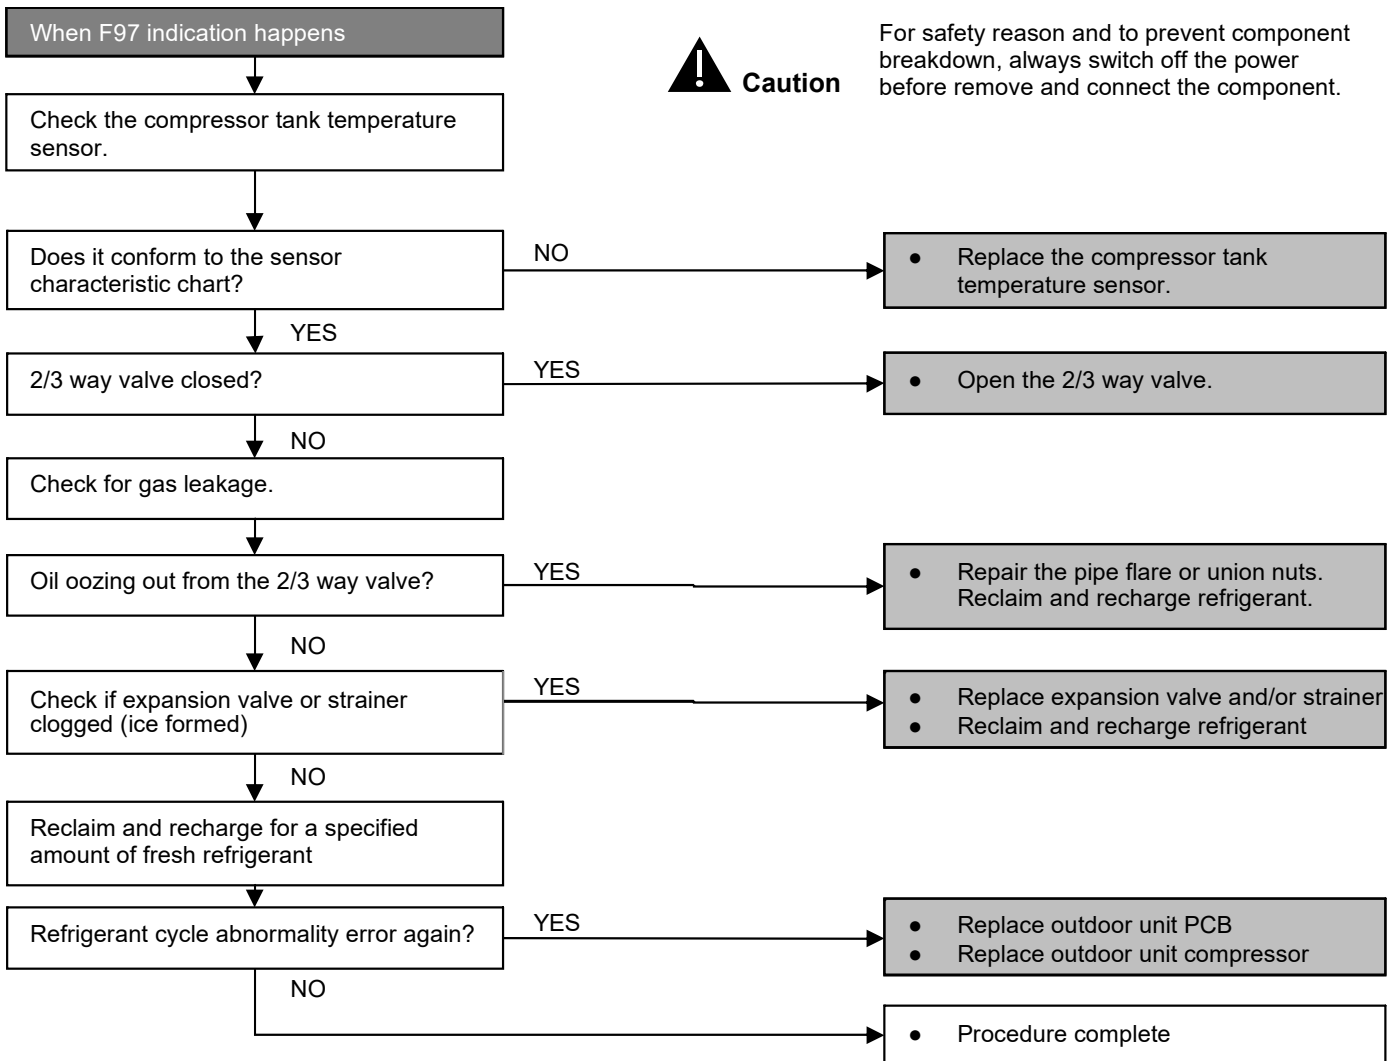 When F97 indication happens
Caution
For safety reason and to prevent component
breakdown, always switch off the power
before remove and connect the component.
Check the compressor tank temperature
sensor.
Does it conform to the sensor
characteristic chart?
NO
● Replace the compressor tank
temperature sensor.
YES
2/3 way valve closed?
YES
● Open the 2/3 way valve.
NO
Check for gas leakage.
Oil oozing out from the 2/3 way valve?
YES
● Repair the pipe flare or union nuts.
Reclaim and recharge refrigerant.
NO
Check if expansion valve or strainer
clogged (ice formed)
YES
● Replace expansion valve and/or strainer
● Reclaim and recharge refrigerant
NO
Reclaim and recharge for a specified
amount of fresh refrigerant
Refrigerant cycle abnormality error again?
YES
● Replace outdoor unit PCB
● Replace outdoor unit compressor
NO
● Procedure complete